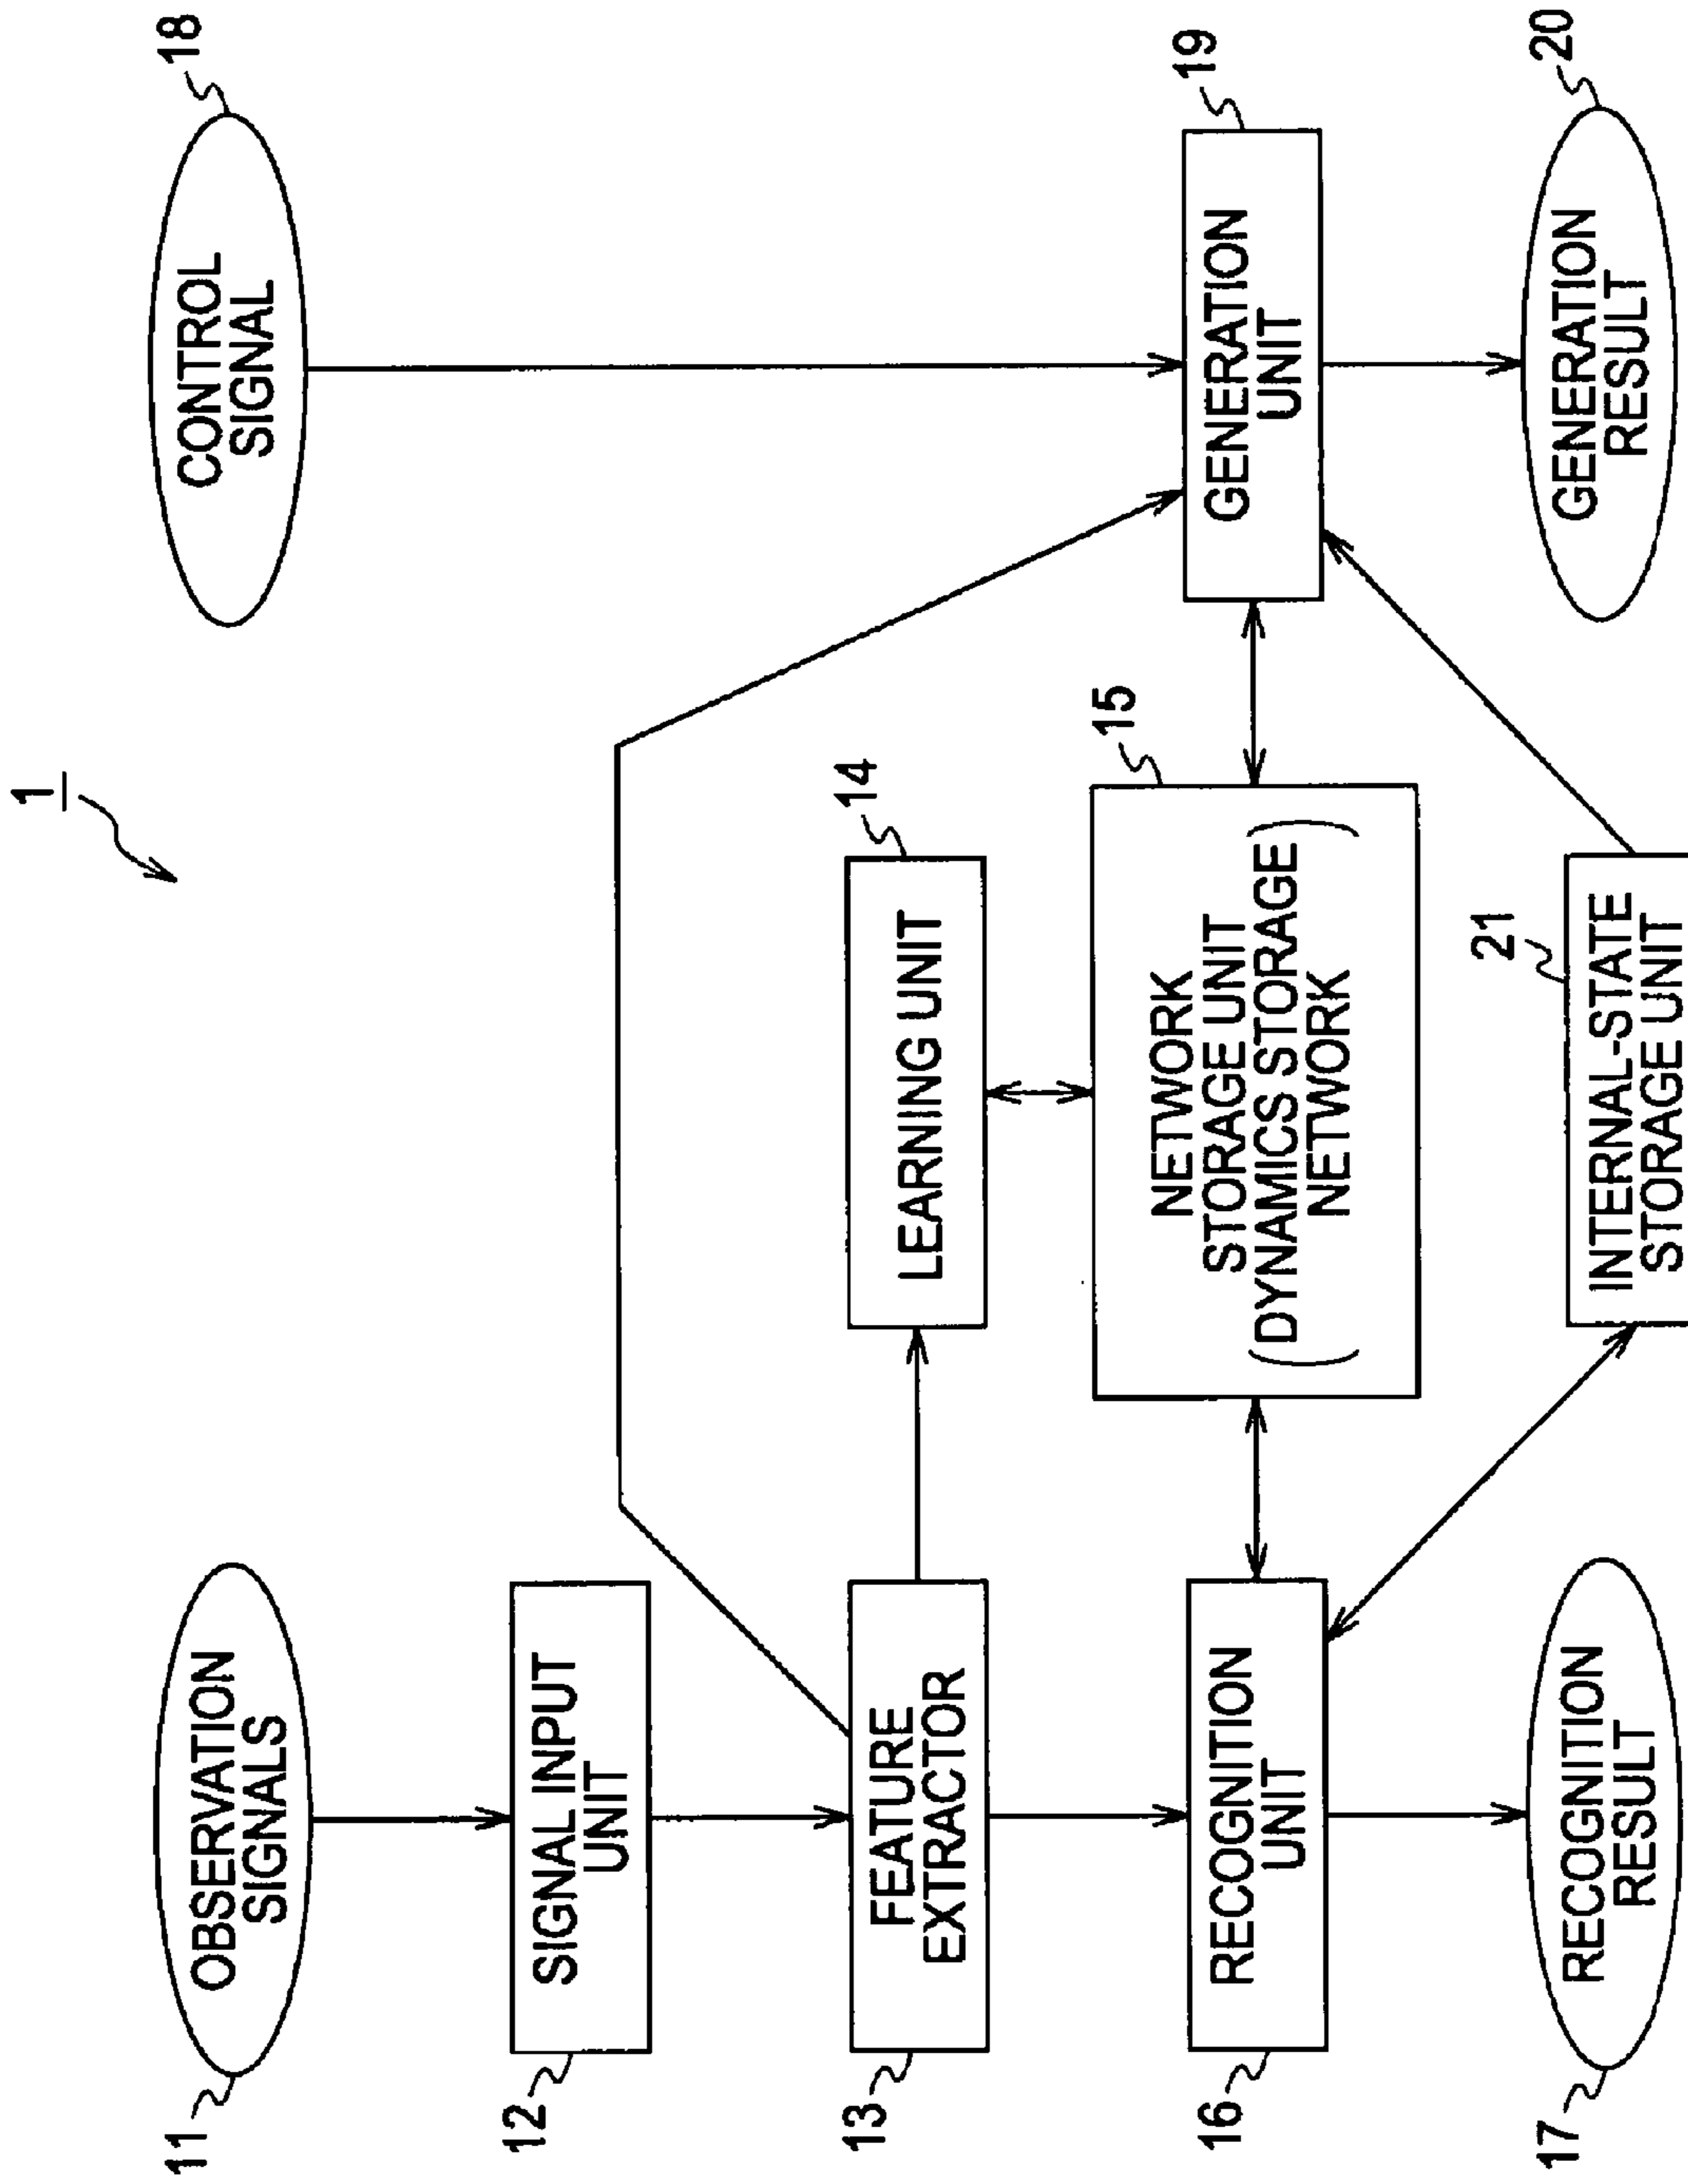 1
11
OBSERVATION
SIGNALS
CONTROL
SIGNAL
18
12
SIGNAL INPUT
UNIT
13
FEATURE
EXTRACTOR
LEARNING UNIT
14
16
RECOGNITION
UNIT
NETWORK
STORAGE UNIT
(DYNAMICS STORAGE
NETWORK)
15
GENERATION
UNIT
19
17
RECOGNITION
RESULT
21
INTERNAL-STATE
STORAGE UNIT
GENERATION
RESULT
20